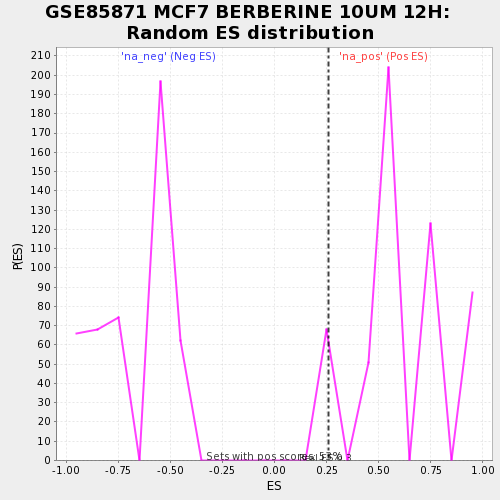 GSE85871 MCF7 BERBERINE 10UM 12H:
Random ES distribution
'na_neg' (Neg ES)
'na_pos' (Pos ES)
210
200
190
180
170
160
150
140
130
120
110
100
90
80
70
60
50
40
30
20
10
0
P(ES)
Sets with pos scores: 53%
-1.00 -0.75 -0.50 -0.25 0.00 0.25 0.50 0.75 1.00
ES